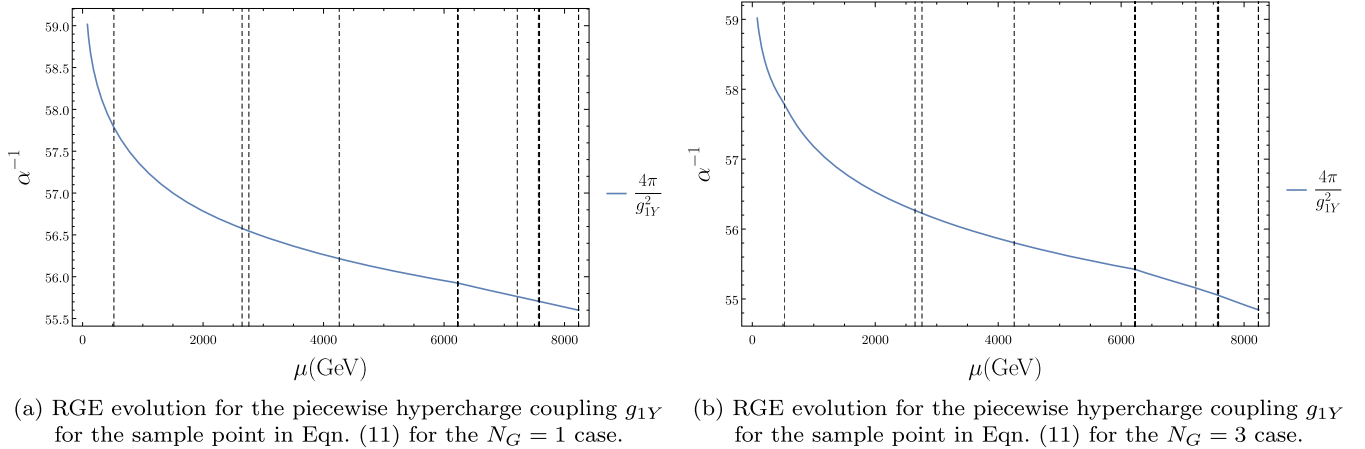 59.0
58.5
58.0
57.5
57.0
56.5
56.0
55.5
α⁻¹
0 2000 4000 6000 8000
μ(GeV)
4π
g²₁Y
(a) RGE evolution for the piecewise hypercharge coupling g₁Y
for the sample point in Eqn. (11) for the N_G = 1 case.
59
58
57
56
55
α⁻¹
0 2000 4000 6000 8000
μ(GeV)
4π
g²₁Y
(b) RGE evolution for the piecewise hypercharge coupling g₁Y
for the sample point in Eqn. (11) for the N_G = 3 case.